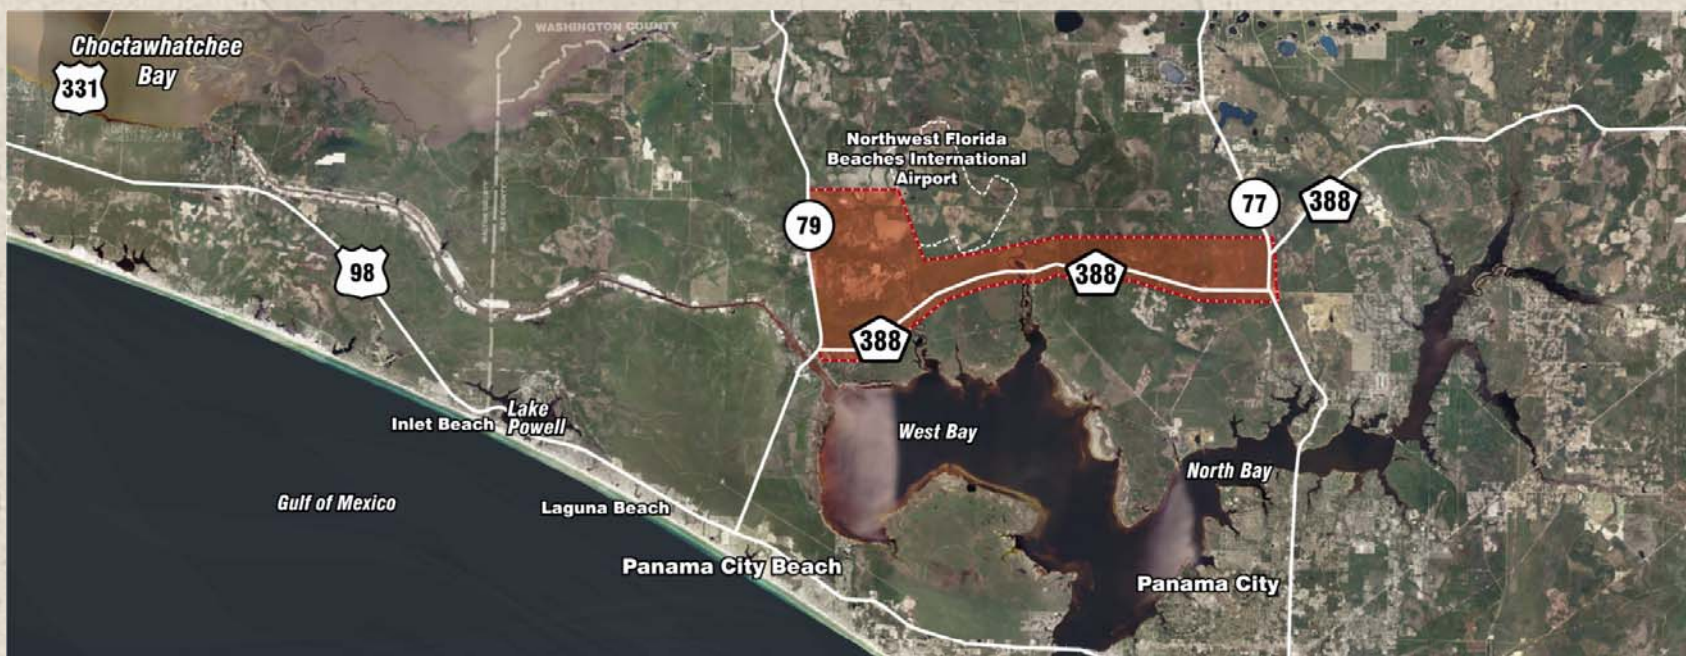 WASHINGTON COUNTY
Choctawhatchee
Bay
331
Northwest Florida
Beaches International
Airport
79
77
388
98
388
388
Lake
Powell
Inlet Beach
West Bay
North Bay
Gulf of Mexico
Laguna Beach
Panama City Beach
Panama City